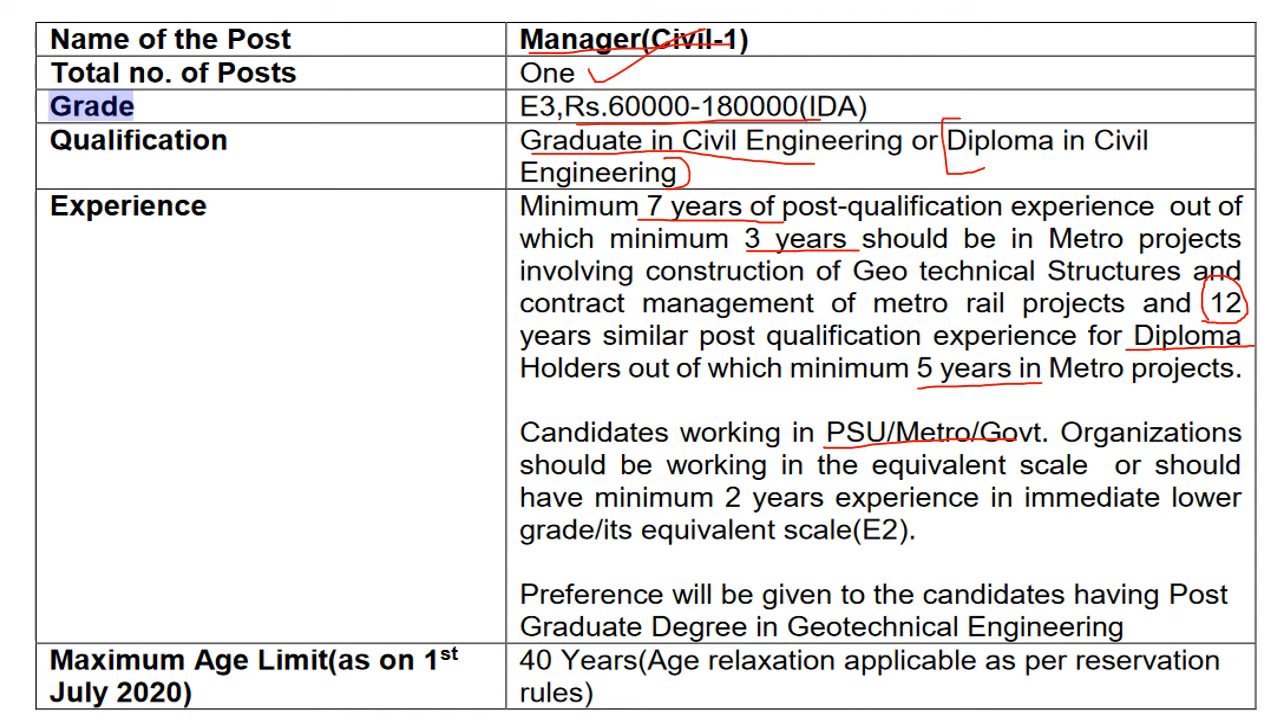 Name of the Post
Manager(Civil-1)
Total no. of Posts
One
Grade
E3,Rs.60000-180000(IDA)
Qualification
Graduate in Civil Engineering or Diploma in Civil
Engineering
Experience
Minimum 7 years of post-qualification experience out of
which minimum 3 years should be in Metro projects
involving construction of Geo technical Structures and
contract management of metro rail projects and 12
years similar post qualification experience for Diploma
Holders out of which minimum 5 years in Metro projects.
Candidates working in PSU/Metro/Govt. Organizations
should be working in the equivalent scale or should
have minimum 2 years experience in immediate lower
grade/its equivalent scale(E2).
Preference will be given to the candidates having Post
Graduate Degree in Geotechnical Engineering
Maximum Age Limit(as on 1st
July 2020)
40 Years(Age relaxation applicable as per reservation
rules)